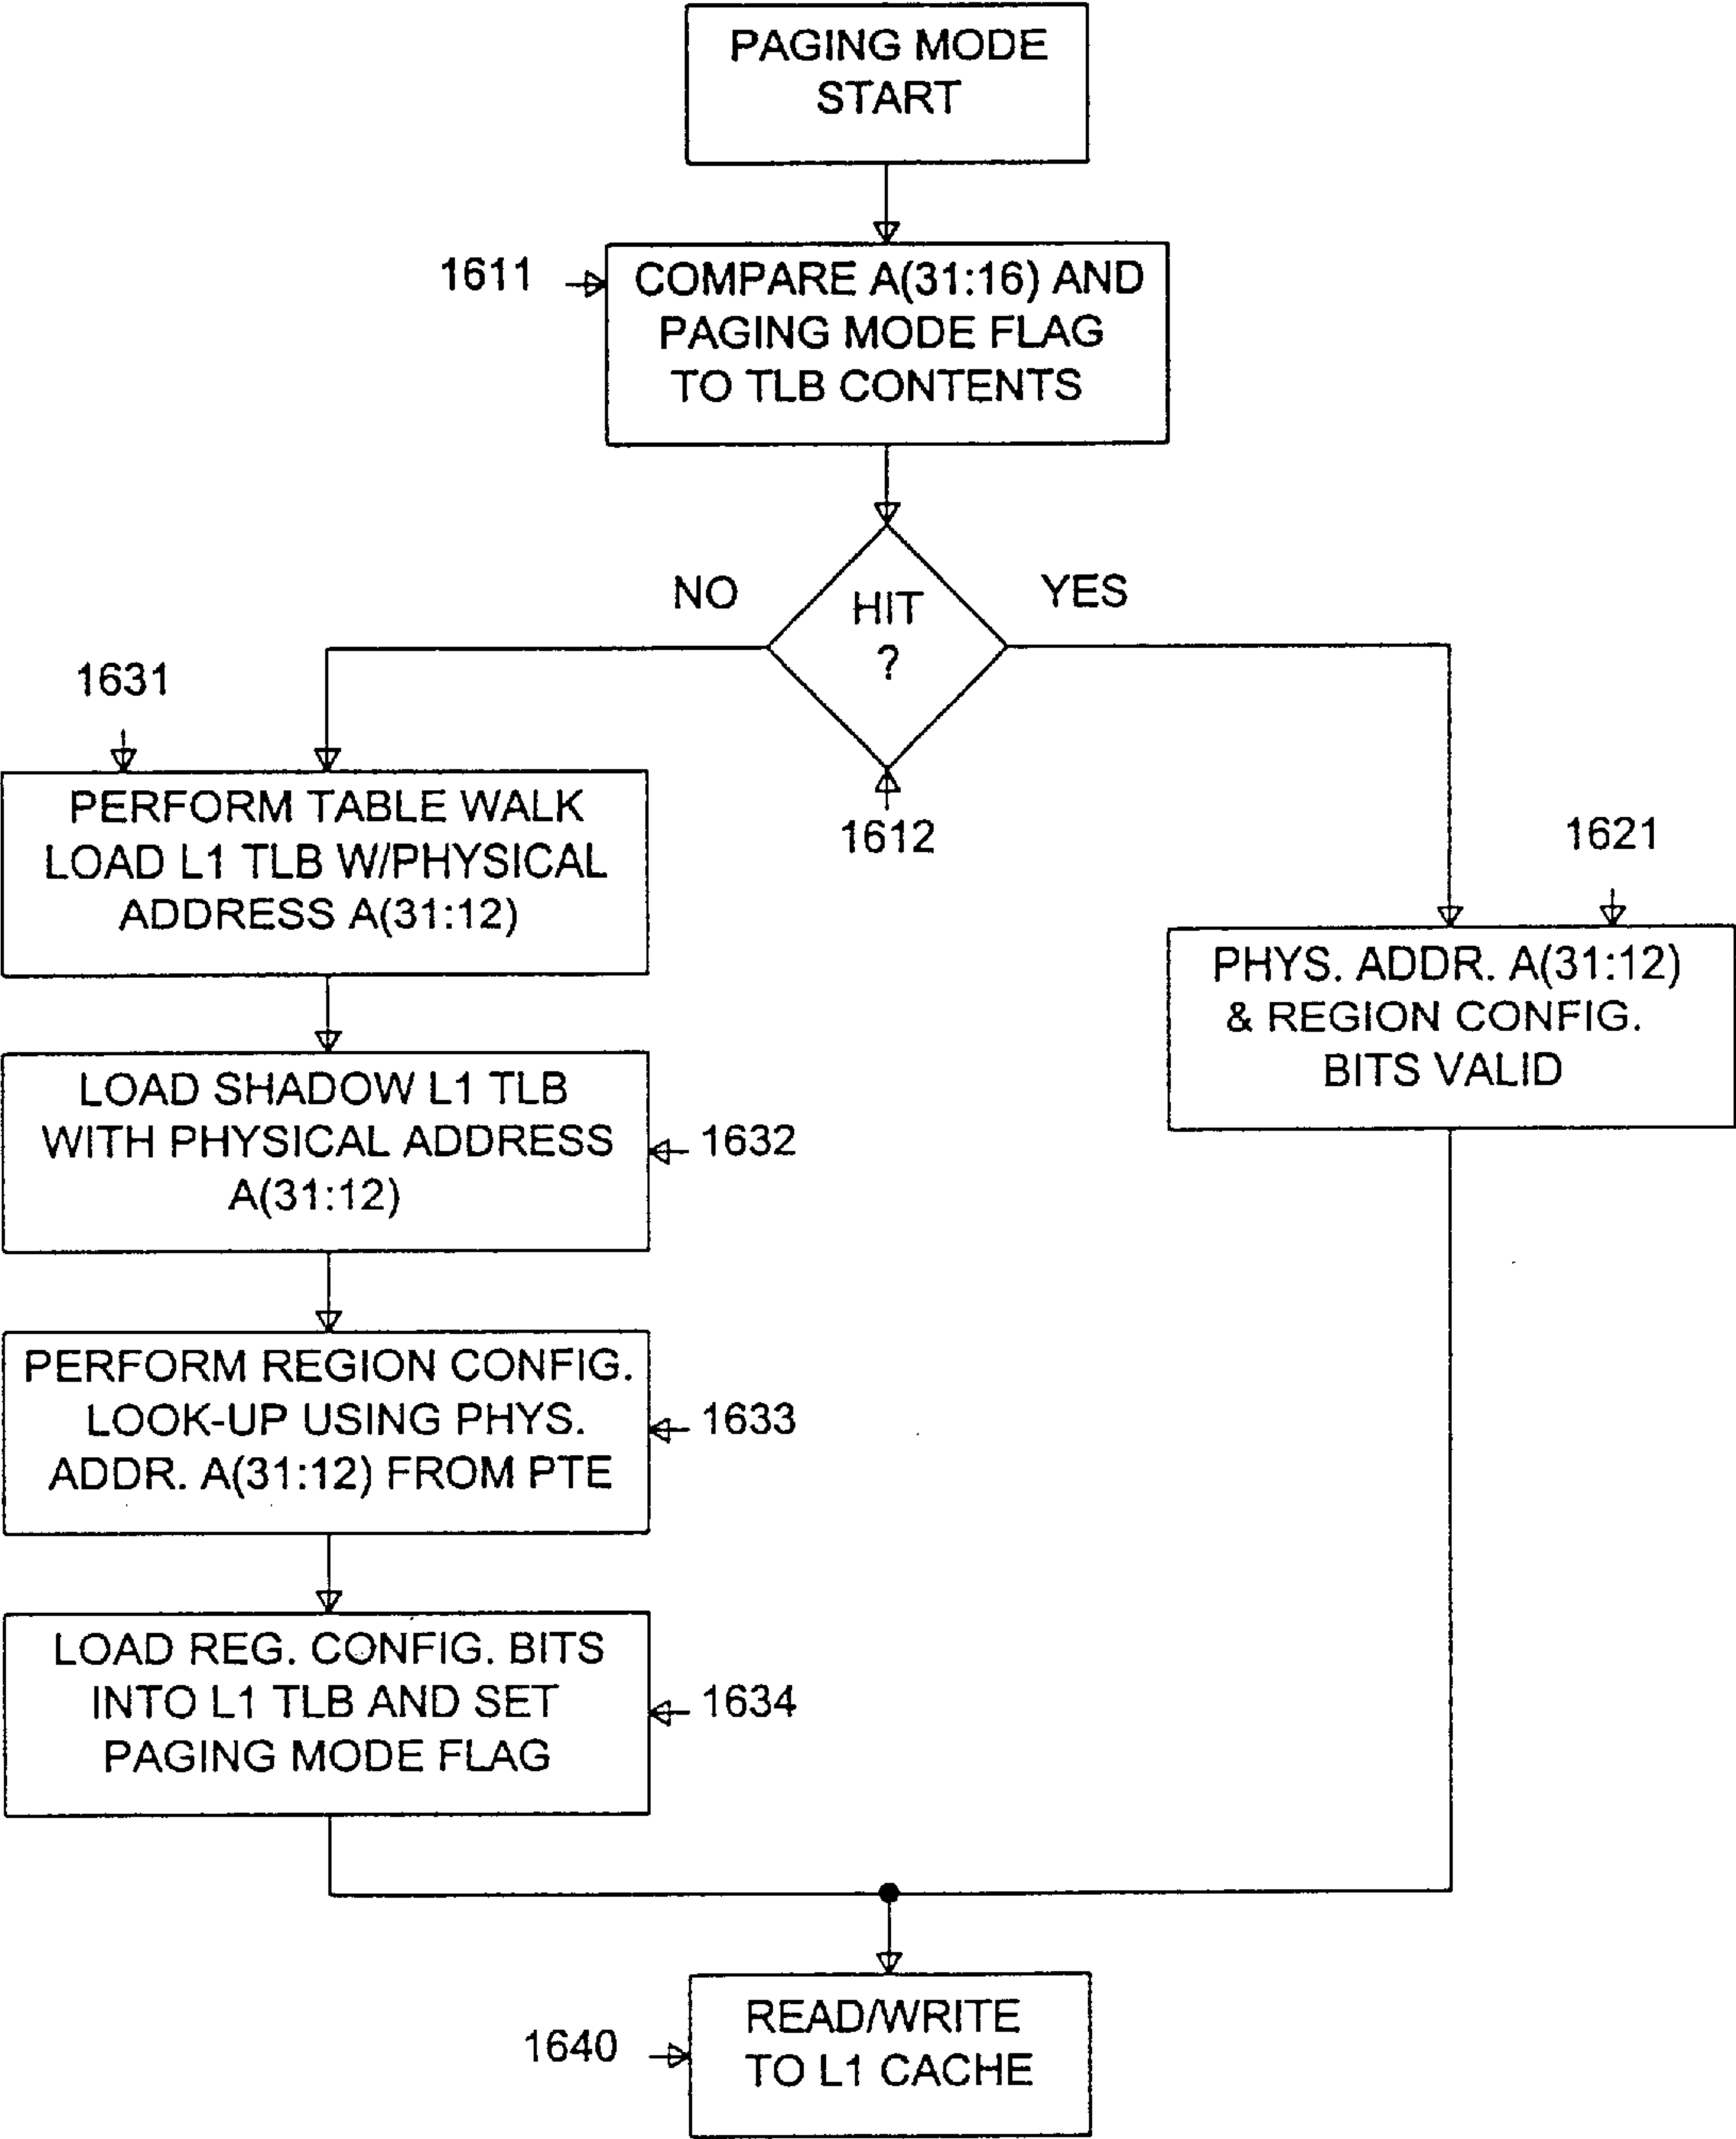 PAGING MODE
START
1611
COMPARE A(31:16) AND
PAGING MODE FLAG
TO TLB CONTENTS
NO
HIT
?
YES
1612
1631
PERFORM TABLE WALK
LOAD L1 TLB W/PHYSICAL
ADDRESS A(31:12)
1621
PHYS. ADDR. A(31:12)
& REGION CONFIG.
BITS VALID
LOAD SHADOW L1 TLB
WITH PHYSICAL ADDRESS
A(31:12)
1632
PERFORM REGION CONFIG.
LOOK-UP USING PHYS.
ADDR. A(31:12) FROM PTE
1633
LOAD REG. CONFIG. BITS
INTO L1 TLB AND SET
PAGING MODE FLAG
1634
1640
READ/WRITE
TO L1 CACHE